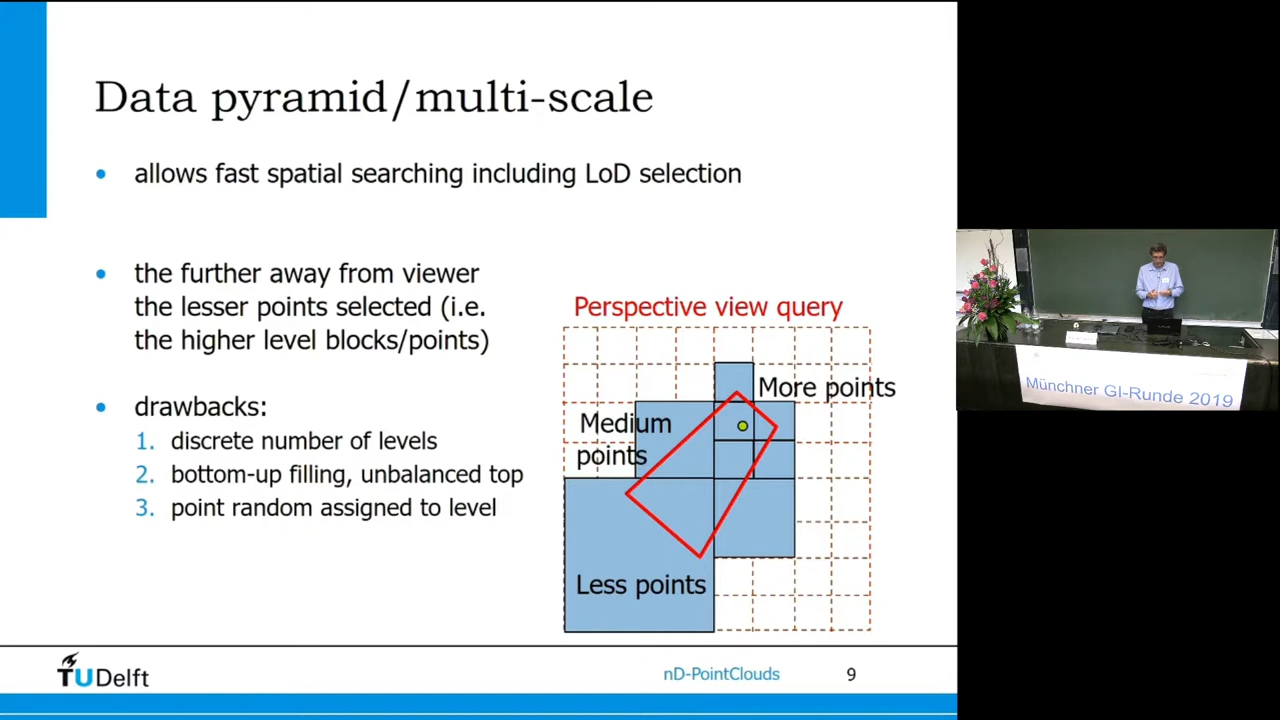 Data pyramid/multi-scale
• allows fast spatial searching including LoD selection
• the further away from viewer
the lesser points selected (i.e.
the higher level blocks/points)
• drawbacks:
1. discrete number of levels
2. bottom-up filling, unbalanced top
3. point random assigned to level
Perspective view query
More points
Medium
points
Less points
TUDelft
nD-PointClouds
9
Münchner GI-Runde 2019